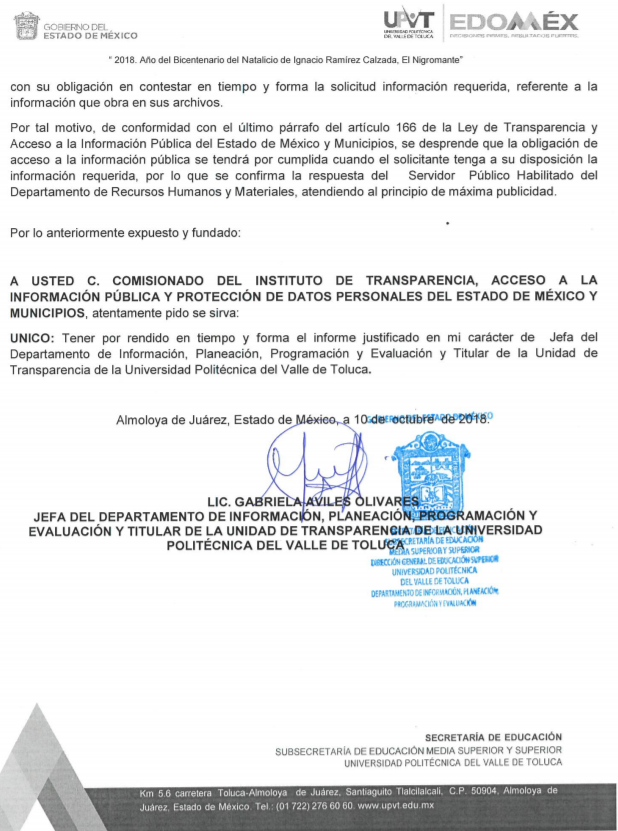 GOBIERNO DEL
ESTADO DE MÉXICO
UPVT
UNIVERSIDAD POLITÉCNICA
DEL VALLE DE TOLUCA
EDOMÉX
DECISIONES FIRMES, RESULTADOS FUERTES.
" 2018. Año del Bicentenario del Natalicio de Ignacio Ramírez Calzada, El Nigromante"
con su obligación en contestar en tiempo y forma la solicitud información requerida, referente a la
información que obra en sus archivos.
Por tal motivo, de conformidad con el último párrafo del artículo 166 de la Ley de Transparencia y
Acceso a la Información Pública del Estado de México y Municipios, se desprende que la obligación de
acceso a la información pública se tendrá por cumplida cuando el solicitante tenga a su disposición la
información requerida, por lo que se confirma la respuesta del Servidor Público Habilitado del
Departamento de Recursos Humanos y Materiales, atendiendo al principio de máxima publicidad.
Por lo anteriormente expuesto y fundado:
A USTED C. COMISIONADO DEL INSTITUTO DE TRANSPARENCIA, ACCESO A LA
INFORMACIÓN PÚBLICA Y PROTECCIÓN DE DATOS PERSONALES DEL ESTADO DE MÉXICO Y
MUNICIPIOS, atentamente pido se sirva:
UNICO: Tener por rendido en tiempo y forma el informe justificado en mi carácter de Jefa del
Departamento de Información, Planeación, Programación y Evaluación y Titular de la Unidad de
Transparencia de la Universidad Politécnica del Valle de Toluca.
Almoloya de Juárez, Estado de México, a 10 de octubre de 2018.
GOBIERNO DEL ESTADO DE MÉXICO
LIC. GABRIELA AVILES OLIVARES
JEFA DEL DEPARTAMENTO DE INFORMACIÓN, PLANEACIÓN, PROGRAMACIÓN Y
EVALUACIÓN Y TITULAR DE LA UNIDAD DE TRANSPARENCIA DE LA UNIVERSIDAD
POLITÉCNICA DEL VALLE DE TOLUCA
SUBSECRETARÍA DE EDUCACIÓN
MEDIA SUPERIOR Y SUPERIOR
DIRECCIÓN GENERAL DE EDUCACIÓN SUPERIOR
UNIVERSIDAD POLITÉCNICA
DEL VALLE DE TOLUCA
DEPARTAMENTO DE INFORMACIÓN, PLANEACIÓN,
PROGRAMACIÓN Y EVALUACIÓN
SECRETARÍA DE EDUCACIÓN
SUBSECRETARÍA DE EDUCACIÓN MEDIA SUPERIOR Y SUPERIOR
UNIVERSIDAD POLITÉCNICA DEL VALLE DE TOLUCA
Km 5.6 carretera Toluca-Almoloya de Juárez, Santiaguito Tlalcilalcali, C.P. 50904, Almoloya de
Juárez, Estado de México. Tel.: (01 722) 276 60 60. www.upvt.edu.mx